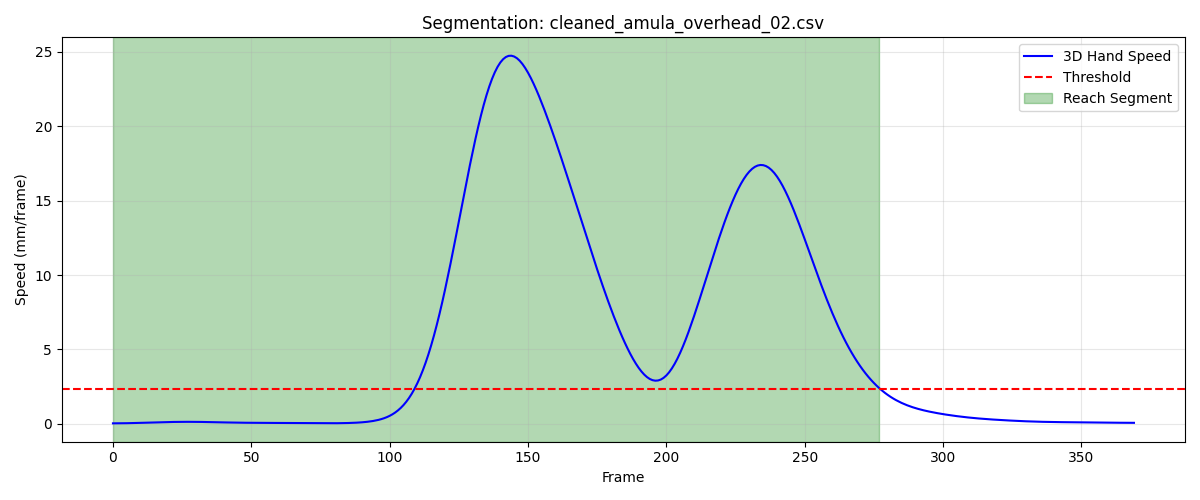 Segmentation: cleaned_amula_overhead_02.csv
3D Hand Speed
Threshold
Reach Segment
Speed (mm/frame)
25
20
15
10
5
0
0 50 100 150 200 250 300 350
Frame